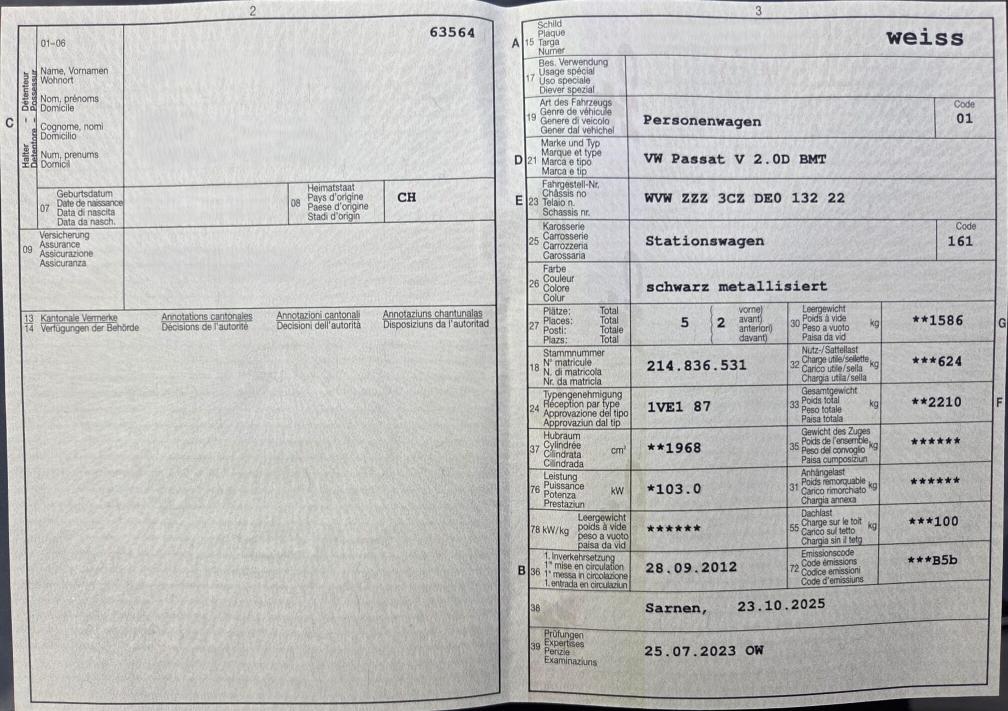 2
63564
01-06
Halter - Détenteur
Detentore - Possessur
C
Name, Vornamen
Wohnort
Nom, prénoms
Domicile
Cognome, nomi
Domicilio
Num, prenums
Domicil
07
Geburtsdatum
Date de naissance
Data di nascita
Data da nasch.
08
Heimatstaat
Pays d'origine
Paese d'origine
Stadi d'origin
CH
09
Versicherung
Assurance
Assicurazione
Assicuranza
13 Kantonale Vermerke Annotations cantonales Annotazioni cantonali Annotaziuns chantunalas
14 Verfügungen der Behörde Décisions de l'autorité Decisioni dell'autorità Disposiziuns da l'autoritad
3
A 15
Schild
Plaque
Targa
Numer
weiss
17
Bes. Verwendung
Usage spécial
Uso speciale
Diever spezial
19
Art des Fahrzeugs
Genre de véhicule
Genere di veicolo
Gener dal vehichel
Personenwagen
Code
01
D 21
Marke und Typ
Marque et type
Marca e tipo
Marca e tip
VW Passat V 2.0D BMT
E 23
Fahrgestell-Nr.
Châssis no
Telaio n.
Schassis nr.
WVW ZZZ 3CZ DE0 132 22
25
Karosserie
Carrosserie
Carrozzeria
Carossaria
Stationswagen
Code
161
26
Farbe
Couleur
Colore
Colur
schwarz metallisiert
27
Plätze: Total
Places: Total
Posti: Totale
Plazs: Total
5
2
vorne)
avant)
anteriori)
davant)
30
Leergewicht
Poids à vide
Peso a vuoto
Paisa da vid
kg
**1586
G
18
Stammnummer
N° matricule
N. di matricola
Nr. da matricla
214.836.531
32
Nutz-/Sattellast
Charge utile/sellette
Carico utile/sella
Chargia utila/sella
kg
***624
24
Typengenehmigung
Réception par type
Approvazione del tipo
Approvaziun dal tip
1VE1 87
33
Gesamtgewicht
Poids total
Peso totale
Paisa totala
kg
**2210
F
37
Hubraum
Cylindrée
Cilindrata
Cilindrada
cm³
**1968
35
Gewicht des Zuges
Poids de l'ensemble
Peso del convoglio
Paisa cumposiziun
kg
******
76
Leistung
Puissance
Potenza
Prestaziun
kW
*103.0
31
Anhängelast
Poids remorquable
Carico rimorchiato
Chargia annexa
kg
******
78 kW/kg
Leergewicht
poids à vide
peso a vuoto
paisa da vid
******
55
Dachlast
Charge sur le toit
Carico sul tetto
Chargia sin il tetg
kg
***100
B 36
1. Inverkehrsetzung
1re mise en circulation
1a messa in circolazione
1. entrada en circulaziun
28.09.2012
72
Emissionscode
Code émissions
Codice emissioni
Code d'emissiuns
***B5b
38
Sarnen, 23.10.2025
39
Prüfungen
Expertises
Perizie
Examinaziuns
25.07.2023 OW